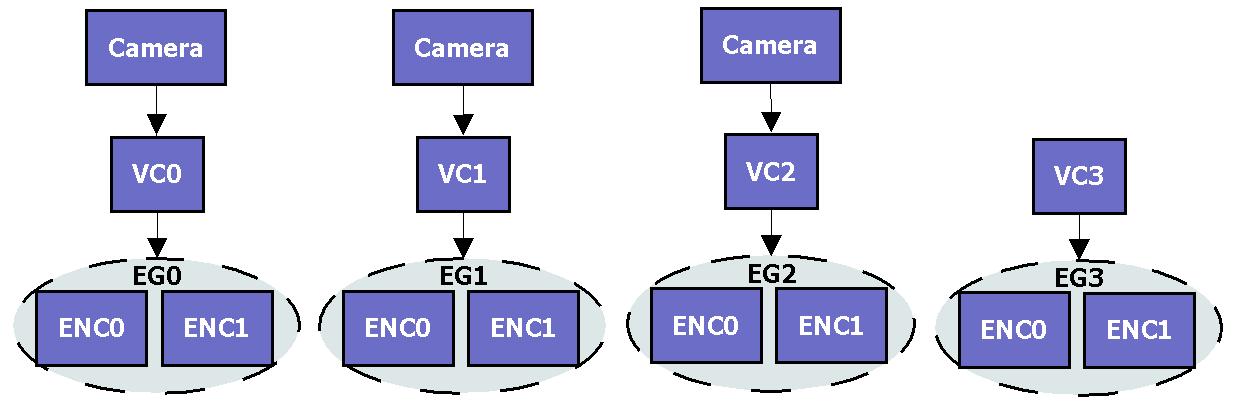 Camera
Camera
Camera
VC0
VC1
VC2
VC3
EG0
EG1
EG2
EG3
ENC0
ENC1
ENC0
ENC1
ENC0
ENC1
ENC0
ENC1